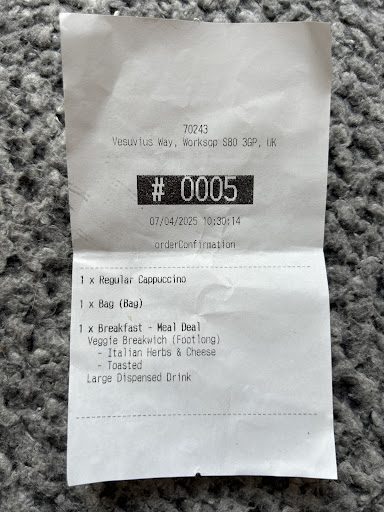 70243
Vesuvius Way, Worksop S80 3GP, UK
# 0005
07/04/2025 10:30:14
orderConfirmation
1 x Regular Cappuccino
1 x Bag (Bag)
1 x Breakfast - Meal Deal
Veggie Breakwich (Footlong)
- Italian Herbs & Cheese
- Toasted
Large Dispensed Drink